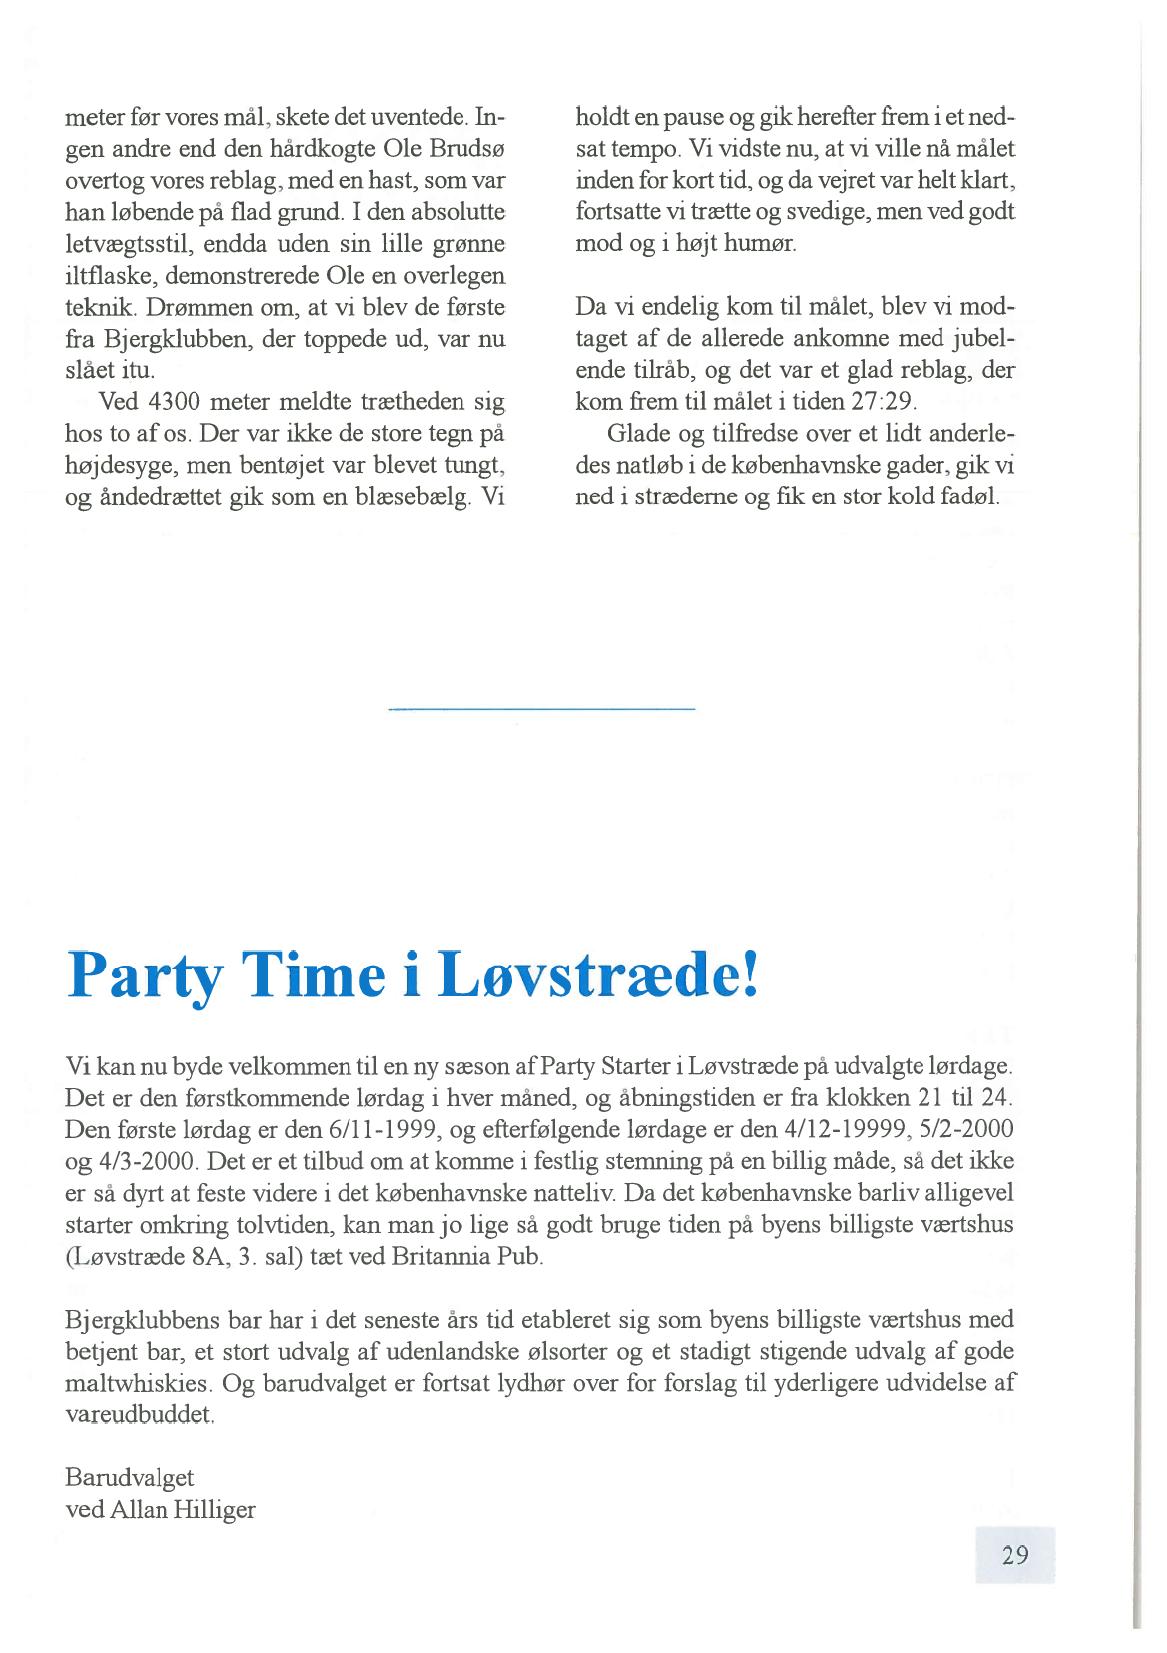 meter før vores mål, skete det uventede. In-
gen andre end den hårdkogte Ole Brudsø
overtog vores reblag, med en hast, som var
han løbende på flad grund. I den absolutte
letvægtsstil, endda uden sin lille grønne
iltflaske, demonstrerede Ole en overlegen
teknik. Drømmen om, at vi blev de første
fra Bjergklubben, der toppede ud, var nu
slået itu.
Ved 4300 meter meldte trætheden sig
hos to af os. Der var ikke de store tegn på
højdesyge, men bentøjet var blevet tungt,
og åndedrættet gik som en blæsebælg. Vi
holdt en pause og gik herefter frem i et ned-
sat tempo. Vi vidste nu, at vi ville nå målet
inden for kort tid, og da vejret var helt klart,
fortsatte vi trætte og svedige, men ved godt
mod og i højt humør.
Da vi endelig kom til målet, blev vi mod-
taget af de allerede ankomne med jubel-
ende tilråb, og det var et glad reblag, der
kom frem til målet i tiden 27:29.
Glade og tilfredse over et lidt anderle-
des natløb i de københavnske gader, gik vi
ned i stræderne og fik en stor kold fadøl.
Party Time i Løvstræde!
Vi kan nu byde velkommen til en ny sæson af Party Starter i Løvstræde på udvalgte lørdage.
Det er den førstkommende lørdag i hver måned, og åbningstiden er fra klokken 21 til 24.
Den første lørdag er den 6/11-1999, og efterfølgende lørdage er den 4/12-19999, 5/2-2000
og 4/3-2000. Det er et tilbud om at komme i festlig stemning på en billig måde, så det ikke
er så dyrt at feste videre i det københavnske natteliv. Da det københavnske barliv alligevel
starter omkring tolvtiden, kan man jo lige så godt bruge tiden på byens billigste værtshus
(Løvstræde 8A, 3. sal) tæt ved Britannia Pub.
Bjergklubbens bar har i det seneste års tid etableret sig som byens billigste værtshus med
betjent bar, et stort udvalg af udenlandske ølsorter og et stadigt stigende udvalg af gode
maltwhiskies. Og barudvalget er fortsat lydhør over for forslag til yderligere udvidelse af
vareudbuddet.
Barudvalget
ved Allan Hilliger
29